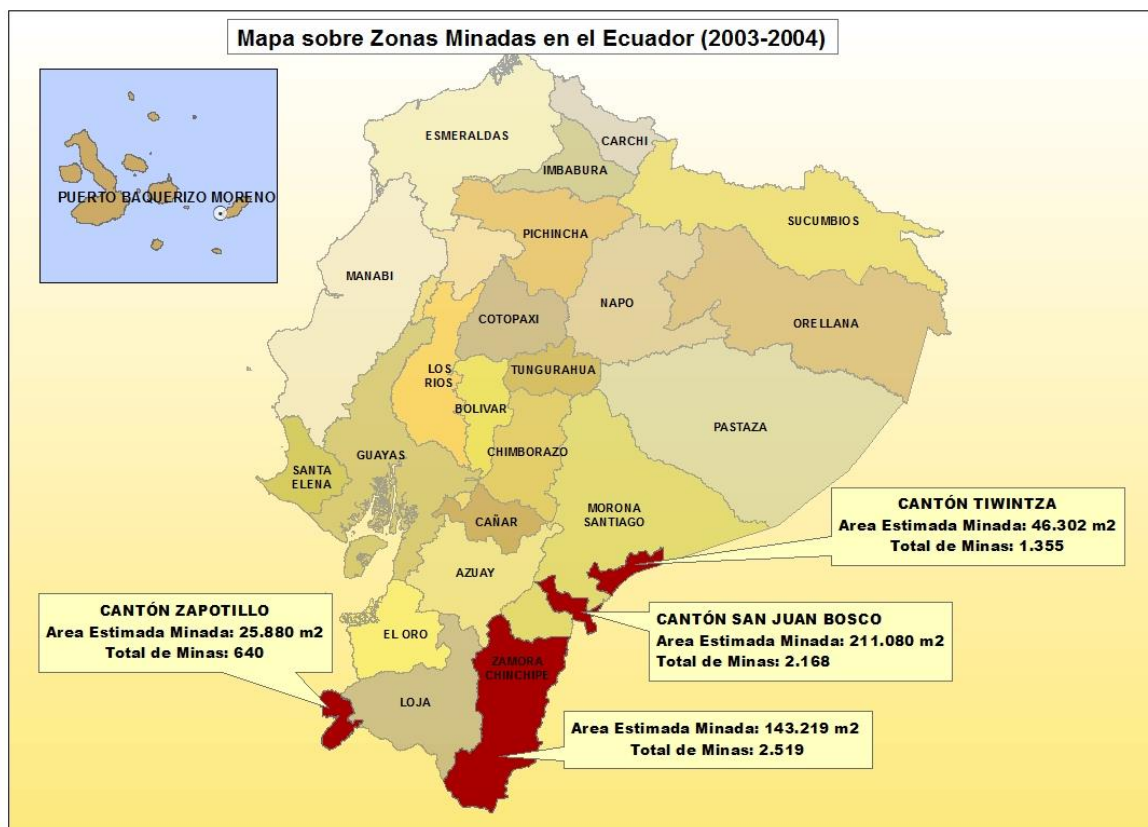 Mapa sobre Zonas Minadas en el Ecuador (2003-2004)
PUERTO BAQUERIZO MORENO
ESMERALDAS
CARCHI
IMBABURA
SUCUMBIOS
PICHINCHA
MANABI
NAPO
COTOPAXI
ORELLANA
LOS
RIOS
TUNGURAHUA
BOLIVAR
PASTAZA
CHIMBORAZO
GUAYAS
SANTA
ELENA
MORONA
SANTIAGO
CAÑAR
AZUAY
EL ORO
ZAMORA
CHINCHIPE
LOJA
CANTÓN TIWINTZA
Area Estimada Minada: 46.302 m2
Total de Minas: 1.355
CANTÓN ZAPOTILLO
Area Estimada Minada: 25.880 m2
Total de Minas: 640
CANTÓN SAN JUAN BOSCO
Area Estimada Minada: 211.080 m2
Total de Minas: 2.168
Area Estimada Minada: 143.219 m2
Total de Minas: 2.519